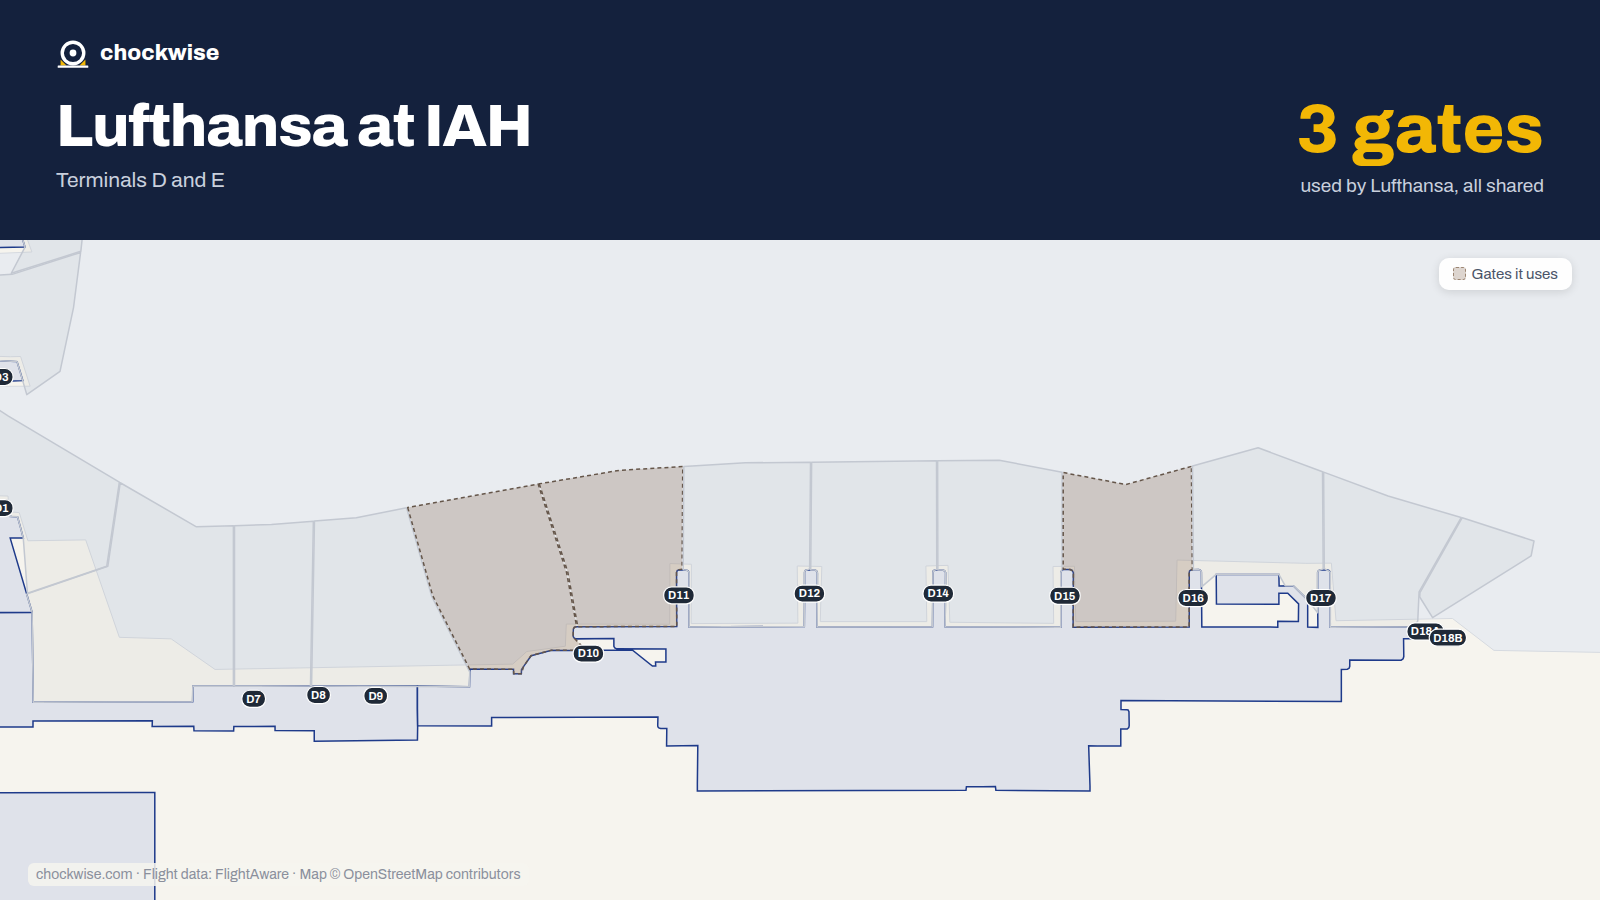 chockwise
Lufthansa at IAH
Terminals D and E
3 gates
used by Lufthansa, all shared
Gates it uses
D11
D12
D14
D15
D16
D17
D10
D18B
D7
D8
D9
chockwise.com · Flight data: FlightAware · Map © OpenStreetMap contributors